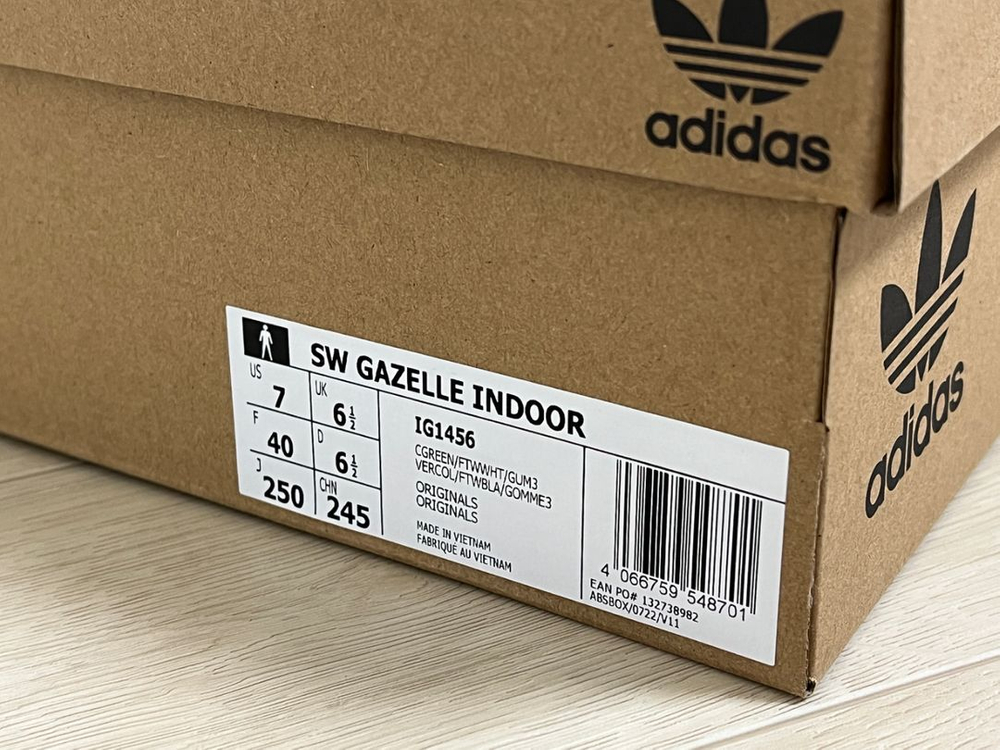 adidas
adidas
SW GAZELLE INDOOR
US
7
UK
6½
F
40
D
6½
J
250
CHN
245
IG1456
CGREEN/FTWWHT/GUM3
VERCOL/FTWBLA/GOMME3
ORIGINALS
ORIGINALS
MADE IN VIETNAM
FABRIQUÉ AU VIETNAM
4 066759 548701
EAN PO# 132738982
ABSBOX/0722/V11